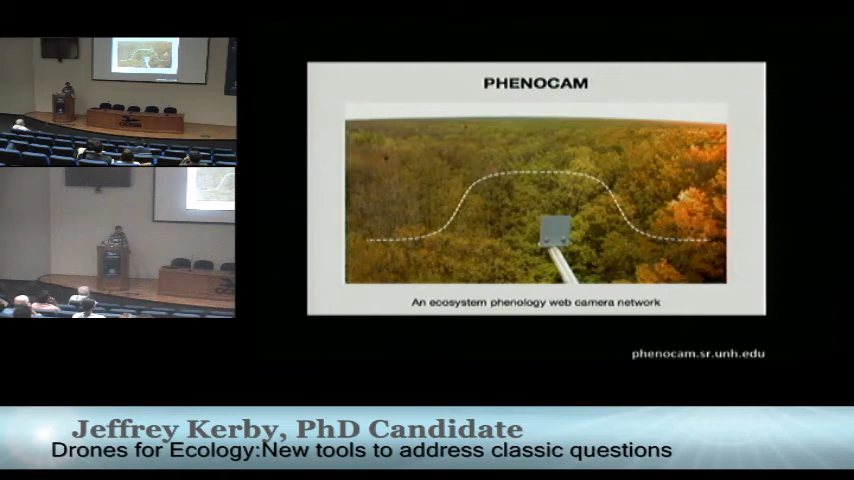 PHENOCAM
An ecosystem phenology web camera network
phenocam.sr.unh.edu
Jeffrey Kerby, PhD Candidate
Drones for Ecology:New tools to address classic questions